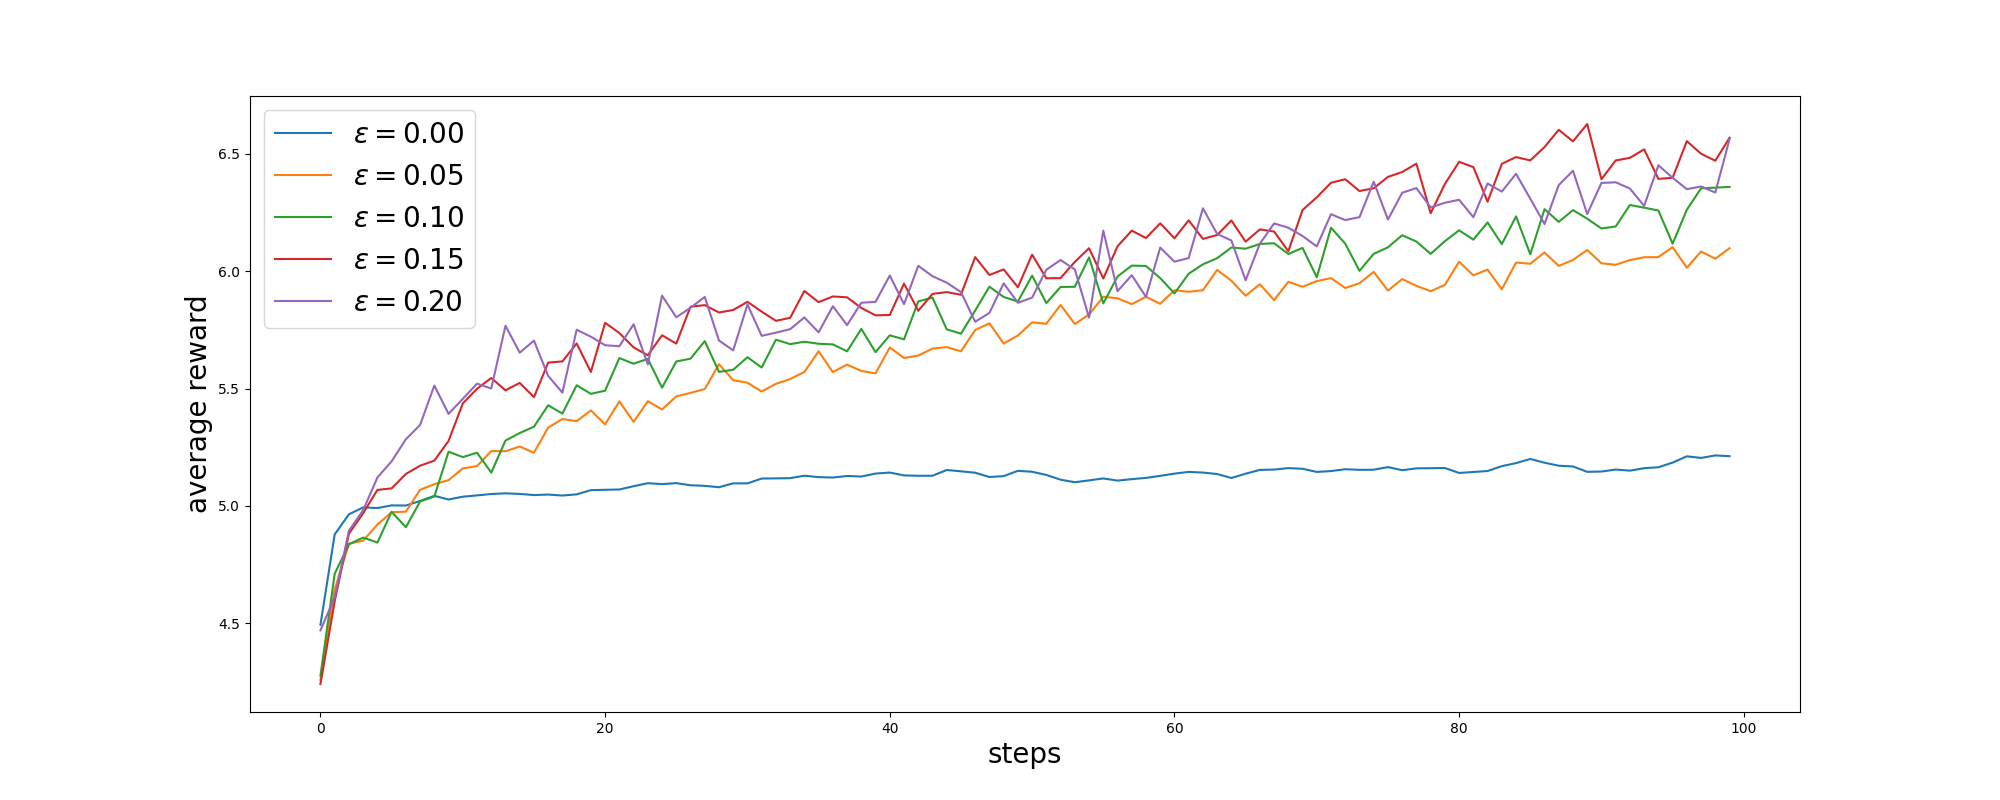 ε = 0.00
ε = 0.05
ε = 0.10
ε = 0.15
ε = 0.20
6.5
6.0
5.5
5.0
4.5
average reward
0 20 40 60 80 100
steps